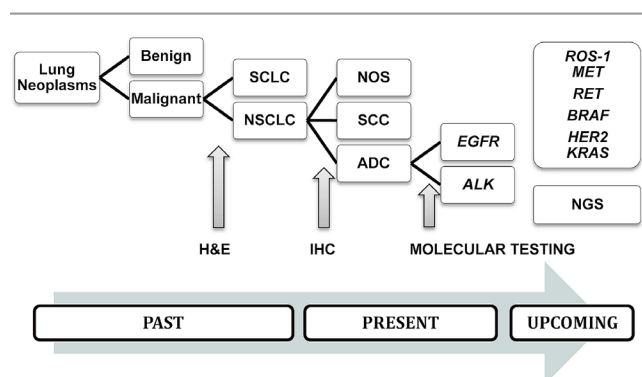 Lung
Neoplasms
Benign
Malignant
SCLC
NSCLC
NOS
SCC
ADC
EGFR
ALK
ROS-1
MET
RET
BRAF
HER2
KRAS
NGS
H&E
IHC
MOLECULAR TESTING
PAST
PRESENT
UPCOMING